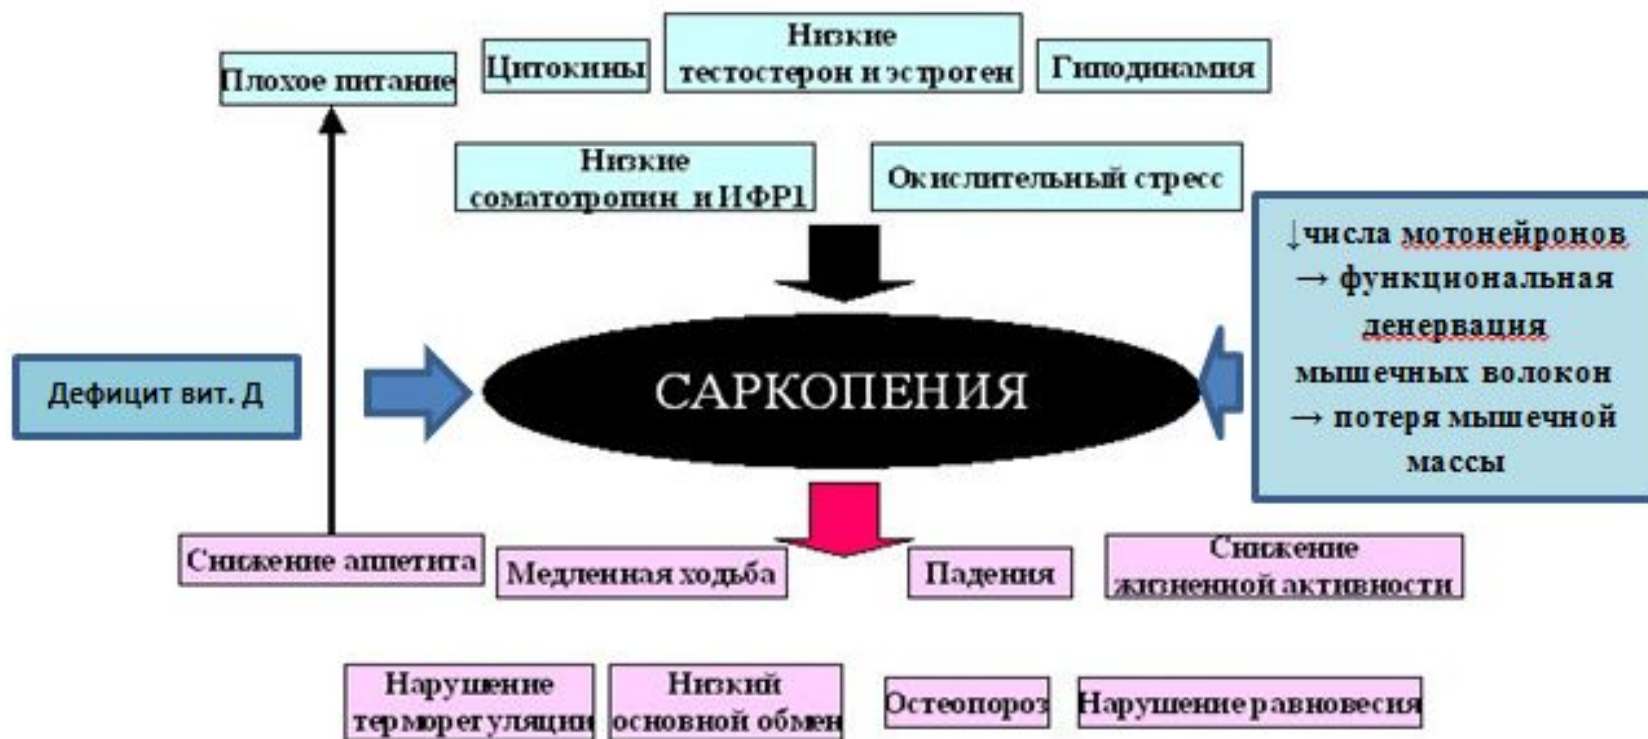 Плохое питание
Цитокины
Низкие
тестостерон и эстроген
Гиподинамия
Низкие
соматотропин и ИФР1
Окислительный стресс
↓числа мотонейронов
→ функциональная
денервация
мышечных волокон
→ потеря мышечной
массы
Дефицит вит. Д
САРКОПЕНИЯ
Снижение аппетита
Медленная ходьба
Падения
Снижение
жизненной активности
Нарушение
терморегуляции
Низкий
основной обмен
Остеопороз
Нарушение равновесия